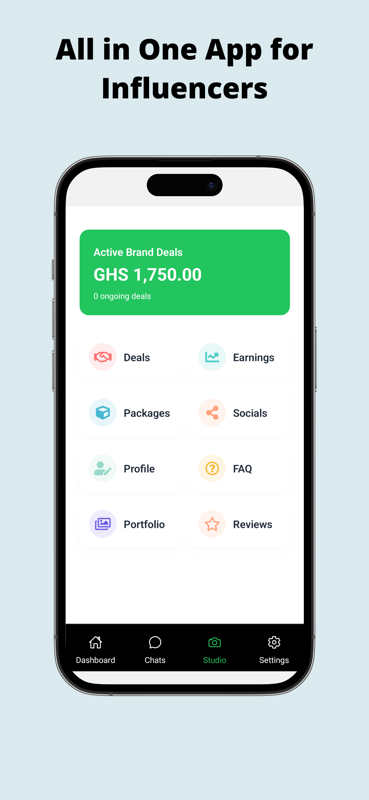 All in One App for
Influencers
Active Brand Deals
GHS 1,750.00
0 ongoing deals
Deals
Earnings
Packages
Socials
Profile
FAQ
Portfolio
Reviews
Dashboard
Chats
Studio
Settings